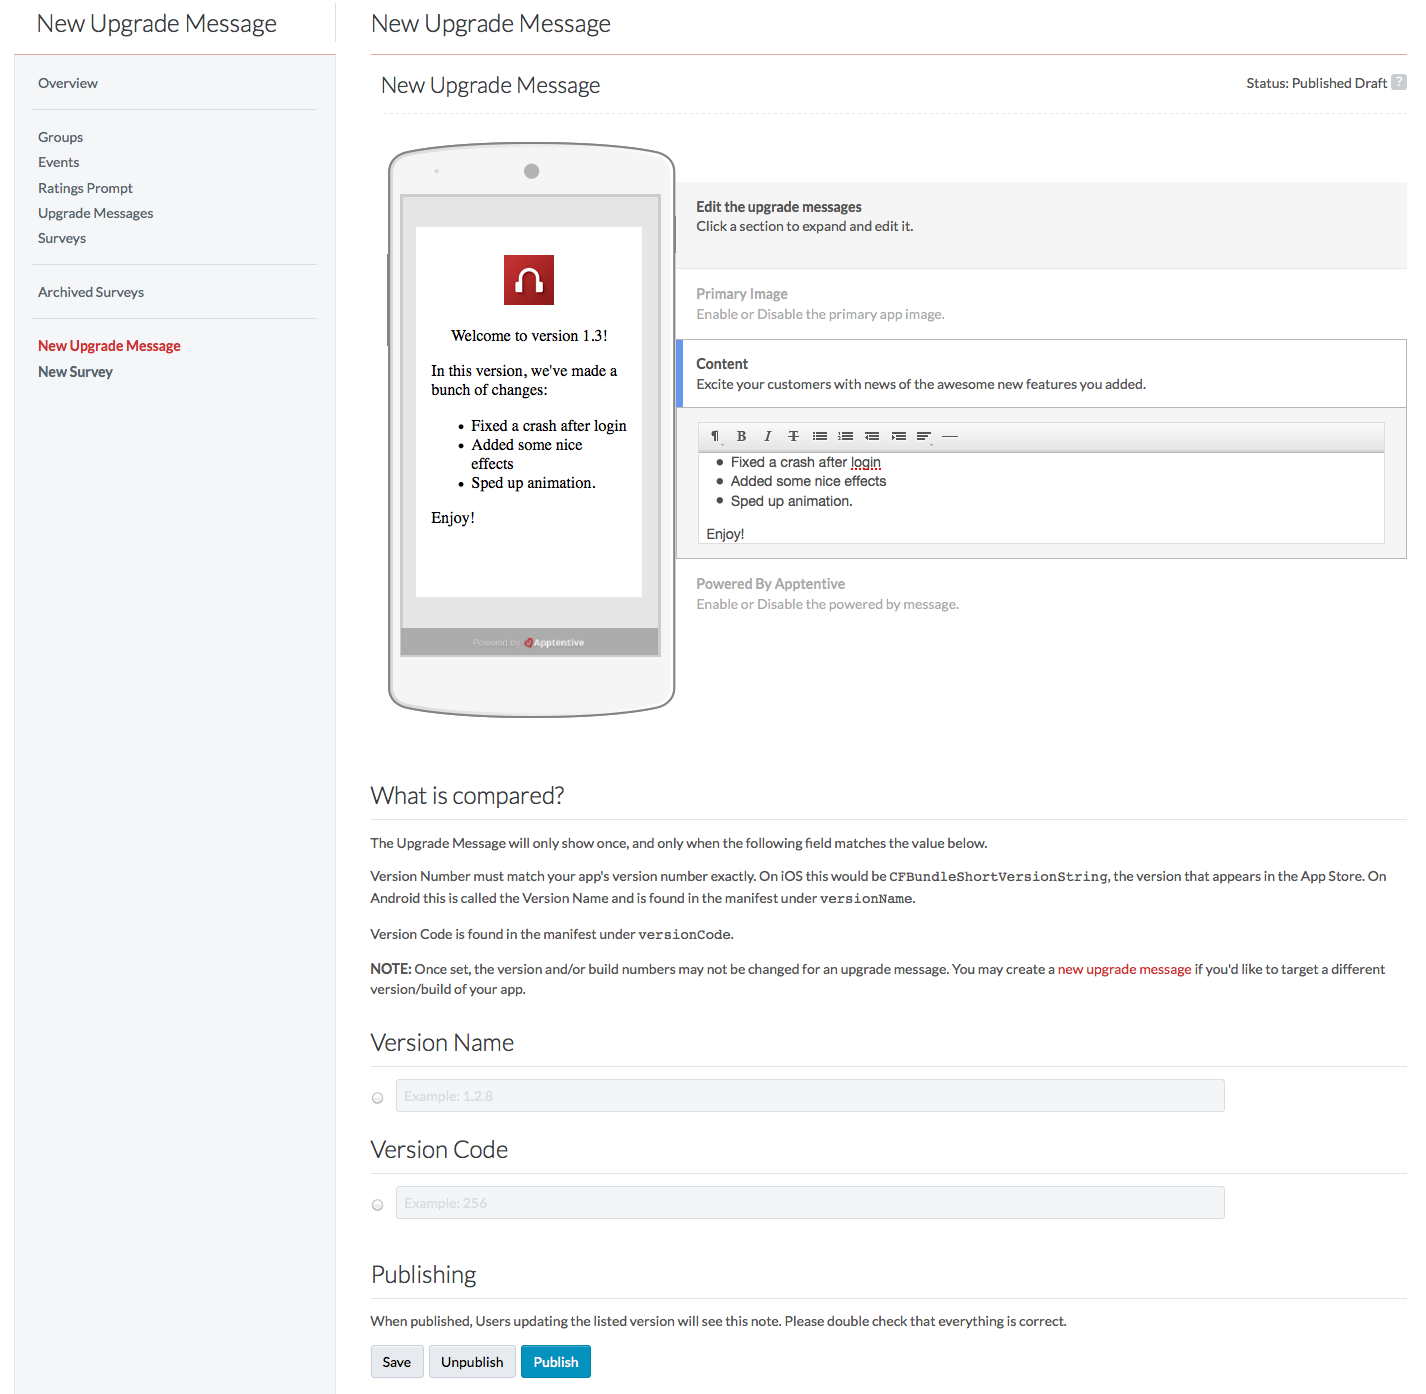 New Upgrade Message
Overview
Groups
Events
Ratings Prompt
Upgrade Messages
Surveys
Archived Surveys
New Upgrade Message
New Survey
New Upgrade Message
New Upgrade Message
Status: Published Draft ?
Welcome to version 1.3!
In this version, we've made a
bunch of changes:
• Fixed a crash after login
• Added some nice
effects
• Sped up animation.
Enjoy!
Powered by Apptentive
Edit the upgrade messages
Click a section to expand and edit it.
Primary Image
Enable or Disable the primary app image.
Content
Excite your customers with news of the awesome new features you added.
¶ B I T
• Fixed a crash after login
• Added some nice effects
• Sped up animation.
Enjoy!
Powered By Apptentive
Enable or Disable the powered by message.
What is compared?
The Upgrade Message will only show once, and only when the following field matches the value below.
Version Number must match your app's version number exactly. On iOS this would be CFBundleShortVersionString, the version that appears in the App Store. On
Android this is called the Version Name and is found in the manifest under versionName.
Version Code is found in the manifest under versionCode.
NOTE: Once set, the version and/or build numbers may not be changed for an upgrade message. You may create a new upgrade message if you'd like to target a different
version/build of your app.
Version Name
Example: 1.2.8
Version Code
Example: 256
Publishing
When published, Users updating the listed version will see this note. Please double check that everything is correct.
Save
Unpublish
Publish